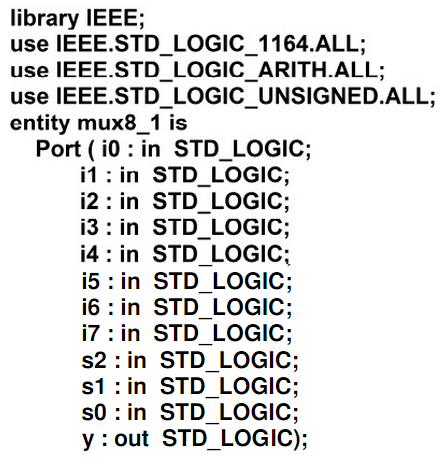 library IEEE;
use IEEE.STD_LOGIC_1164.ALL;
use IEEE.STD_LOGIC_ARITH.ALL;
use IEEE.STD_LOGIC_UNSIGNED.ALL;
entity mux8_1 is
Port ( i0 : in STD_LOGIC;
i1 : in STD_LOGIC;
i2 : in STD_LOGIC;
i3 : in STD_LOGIC;
i4 : in STD_LOGIC;
i5 : in STD_LOGIC;
i6 : in STD_LOGIC;
i7 : in STD_LOGIC;
s2 : in STD_LOGIC;
s1 : in STD_LOGIC;
s0 : in STD_LOGIC;
y : out STD_LOGIC);